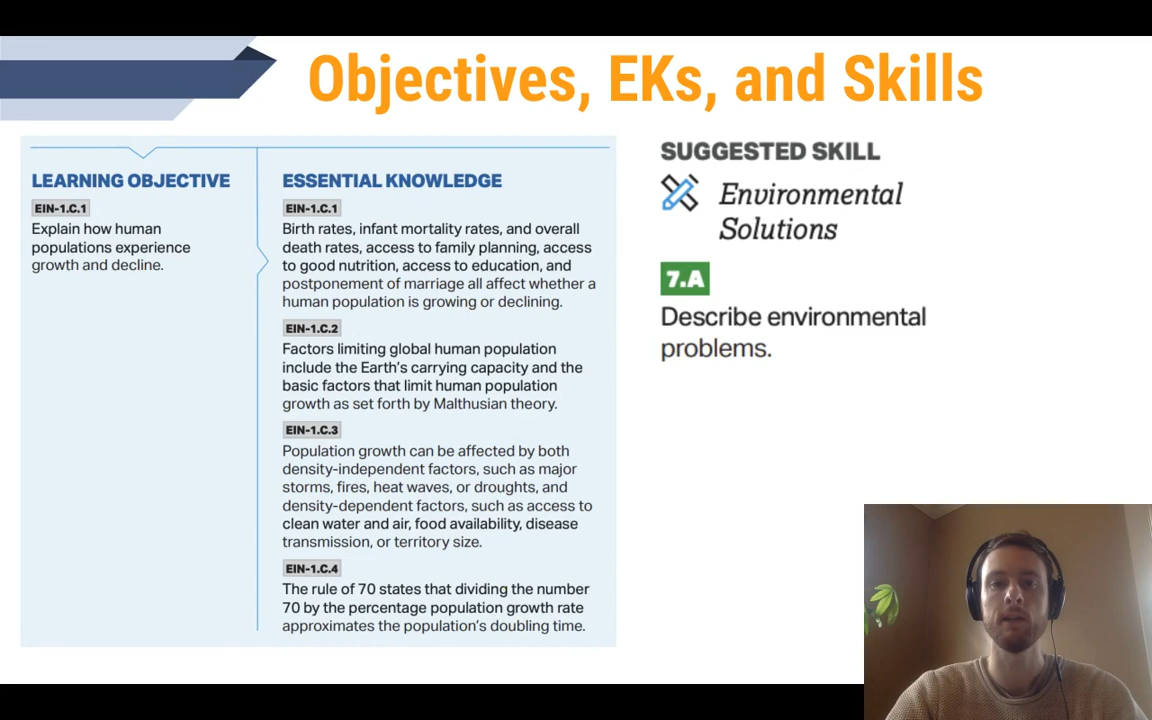 Objectives, EKs, and Skills
LEARNING OBJECTIVE
EIN-1.C.1
Explain how human
populations experience
growth and decline.
ESSENTIAL KNOWLEDGE
EIN-1.C.1
Birth rates, infant mortality rates, and overall
death rates, access to family planning, access
to good nutrition, access to education, and
postponement of marriage all affect whether a
human population is growing or declining.
EIN-1.C.2
Factors limiting global human population
include the Earth's carrying capacity and the
basic factors that limit human population
growth as set forth by Malthusian theory.
EIN-1.C.3
Population growth can be affected by both
density-independent factors, such as major
storms, fires, heat waves, or droughts, and
density-dependent factors, such as access to
clean water and air, food availability, disease
transmission, or territory size.
EIN-1.C.4
The rule of 70 states that dividing the number
70 by the percentage population growth rate
approximates the population's doubling time.
SUGGESTED SKILL
Environmental
Solutions
7.A
Describe environmental
problems.